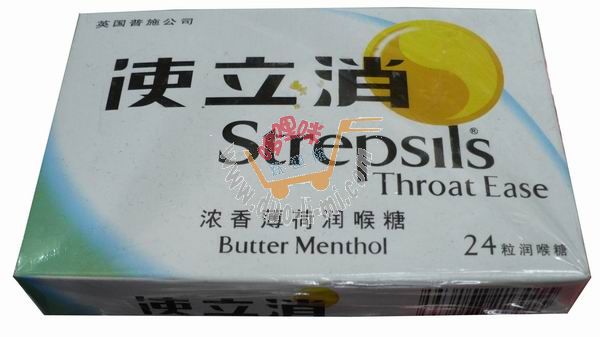 英国普施公司
使立消
Strepsils®
Throat Ease
浓香薄荷润喉糖
Butter Menthol
24粒润喉糖
使立消 Strepsils